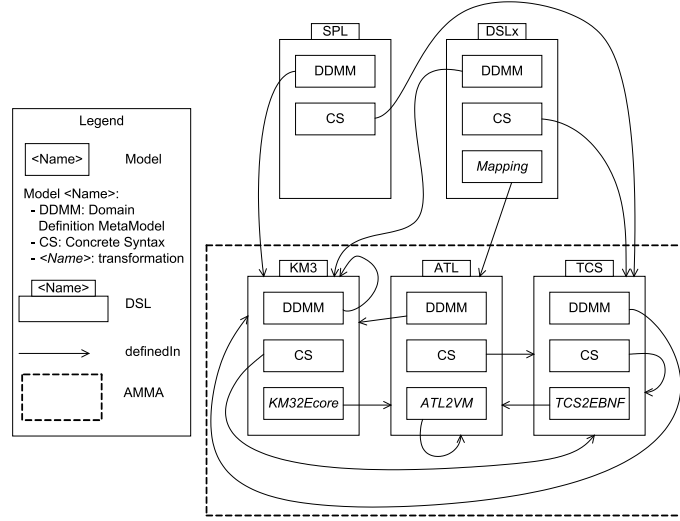 SPL
DSLx
DDMM
DDMM
CS
CS
Mapping
Legend
<Name>
Model
Model <Name>:
- DDMM: Domain
Definition MetaModel
- CS: Concrete Syntax
- <Name>: transformation
<Name>
DSL
definedIn
AMMA
KM3
ATL
TCS
DDMM
DDMM
DDMM
CS
CS
CS
KM32Ecore
ATL2VM
TCS2EBNF